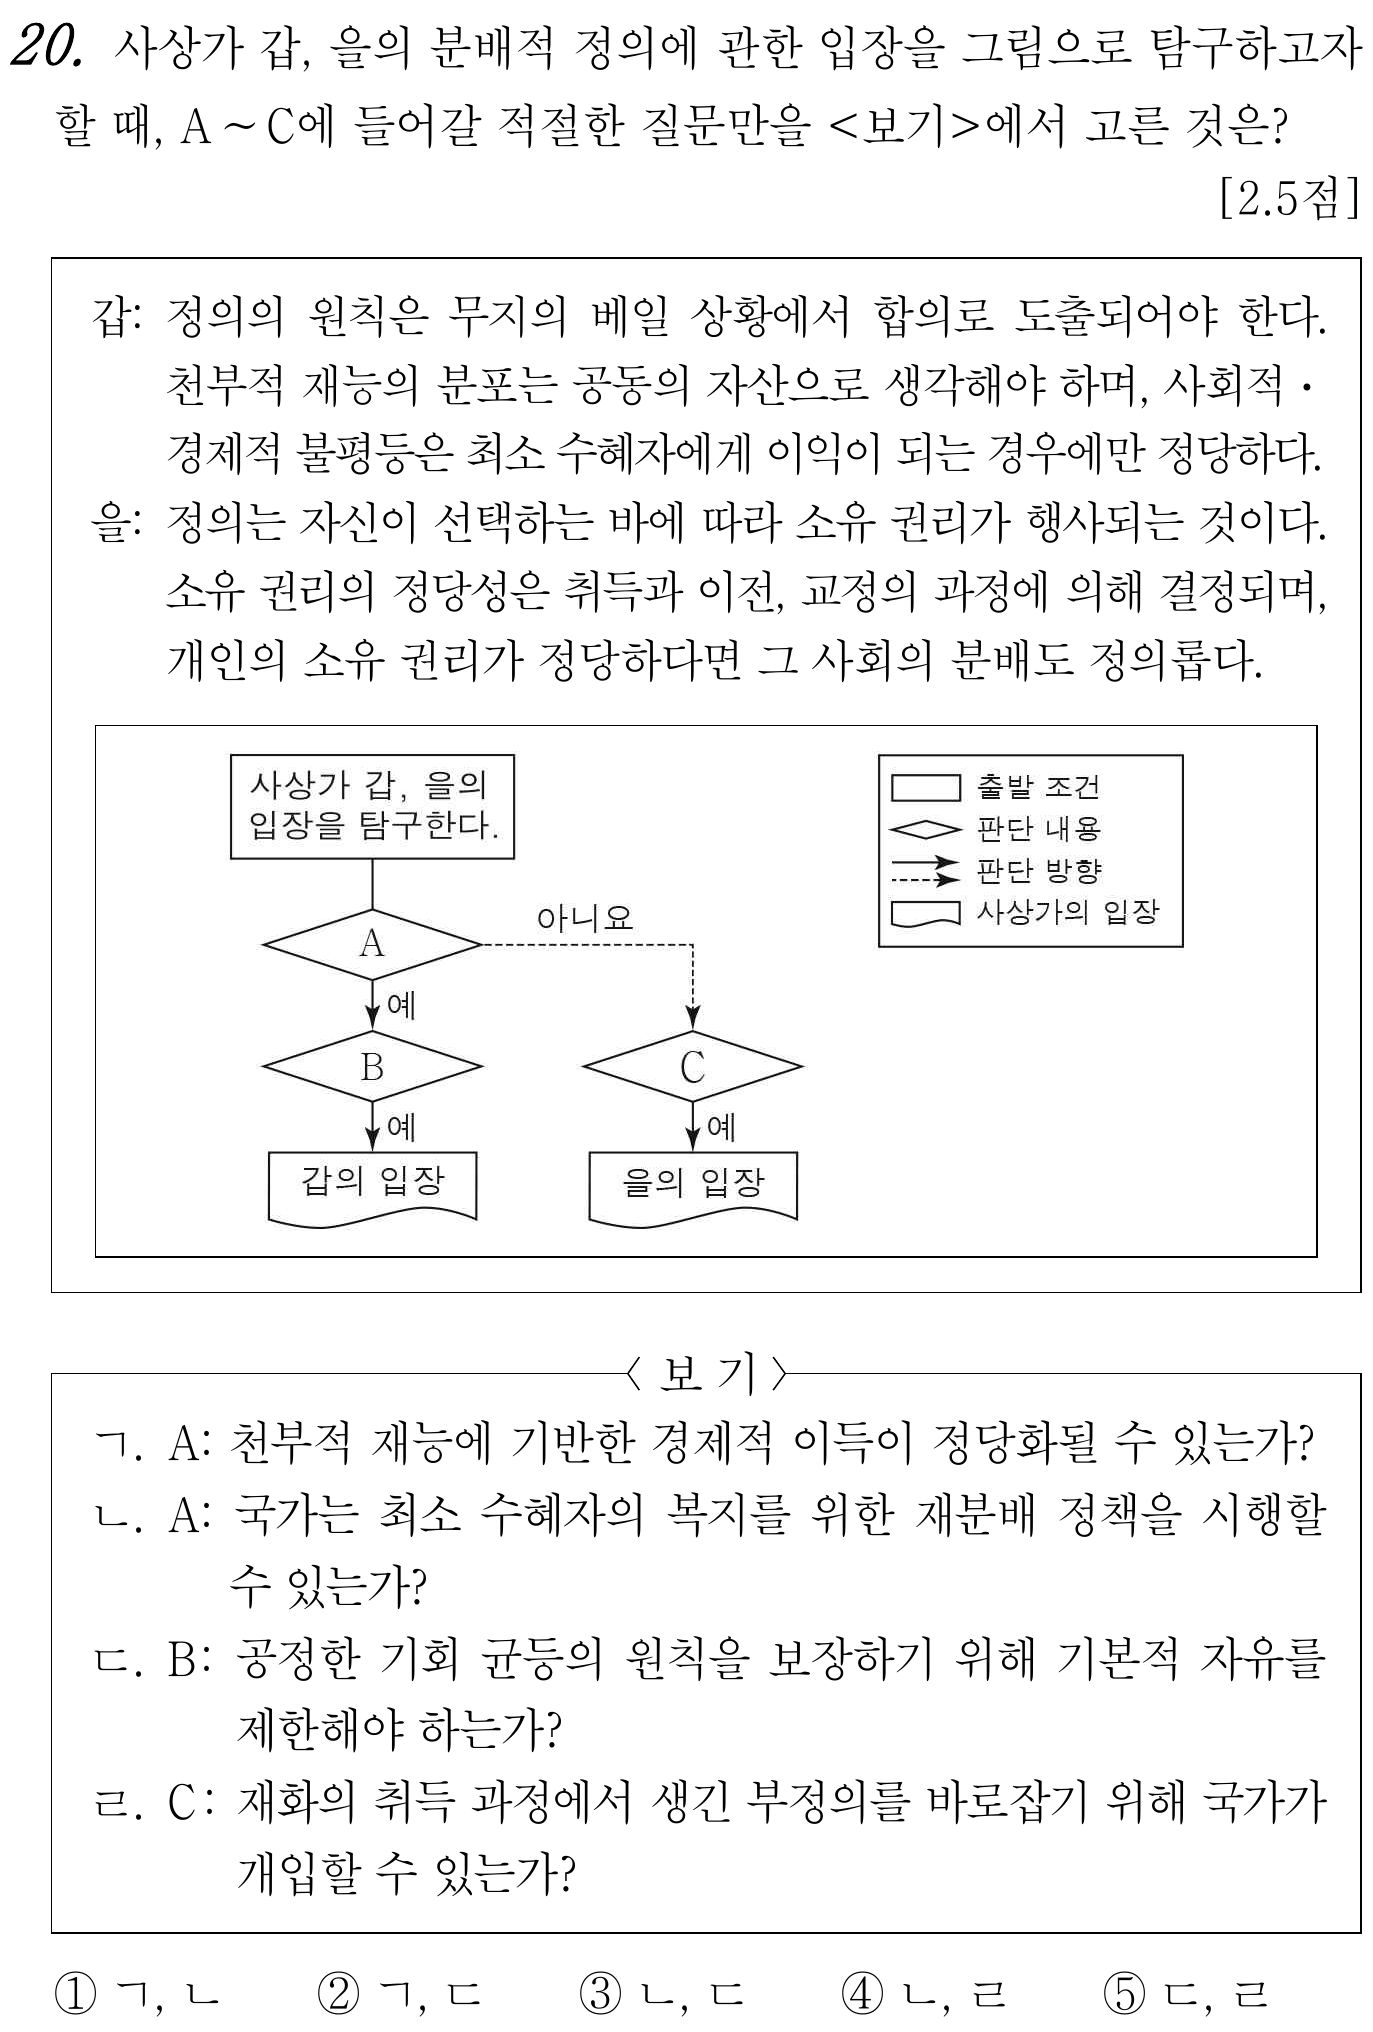 20. 사상가 갑, 을의 분배적 정의에 관한 입장을 그림으로 탐구하고자
할 때, A ~ C에 들어갈 적절한 질문만을 <보기>에서 고른 것은?
[2.5점]
갑: 정의의 원칙은 무지의 베일 상황에서 합의로 도출되어야 한다.
천부적 재능의 분포는 공동의 자산으로 생각해야 하며, 사회적·
경제적 불평등은 최소 수혜자에게 이익이 되는 경우에만 정당하다.
을: 정의는 자신이 선택하는 바에 따라 소유 권리가 행사되는 것이다.
소유 권리의 정당성은 취득과 이전, 교정의 과정에 의해 결정되며,
개인의 소유 권리가 정당하다면 그 사회의 분배도 정의롭다.
사상가 갑, 을의
입장을 탐구한다.
출발 조건
판단 내용
판단 방향
사상가의 입장
아니요
A
예
B
C
예
예
갑의 입장
을의 입장
< 보 기 >
ㄱ. A: 천부적 재능에 기반한 경제적 이득이 정당화될 수 있는가?
ㄴ. A: 국가는 최소 수혜자의 복지를 위한 재분배 정책을 시행할
수 있는가?
ㄷ. B: 공정한 기회 균등의 원칙을 보장하기 위해 기본적 자유를
제한해야 하는가?
ㄹ. C: 재화의 취득 과정에서 생긴 부정의를 바로잡기 위해 국가가
개입할 수 있는가?
① ㄱ, ㄴ ② ㄱ, ㄷ ③ ㄴ, ㄷ ④ ㄴ, ㄹ ⑤ ㄷ, ㄹ